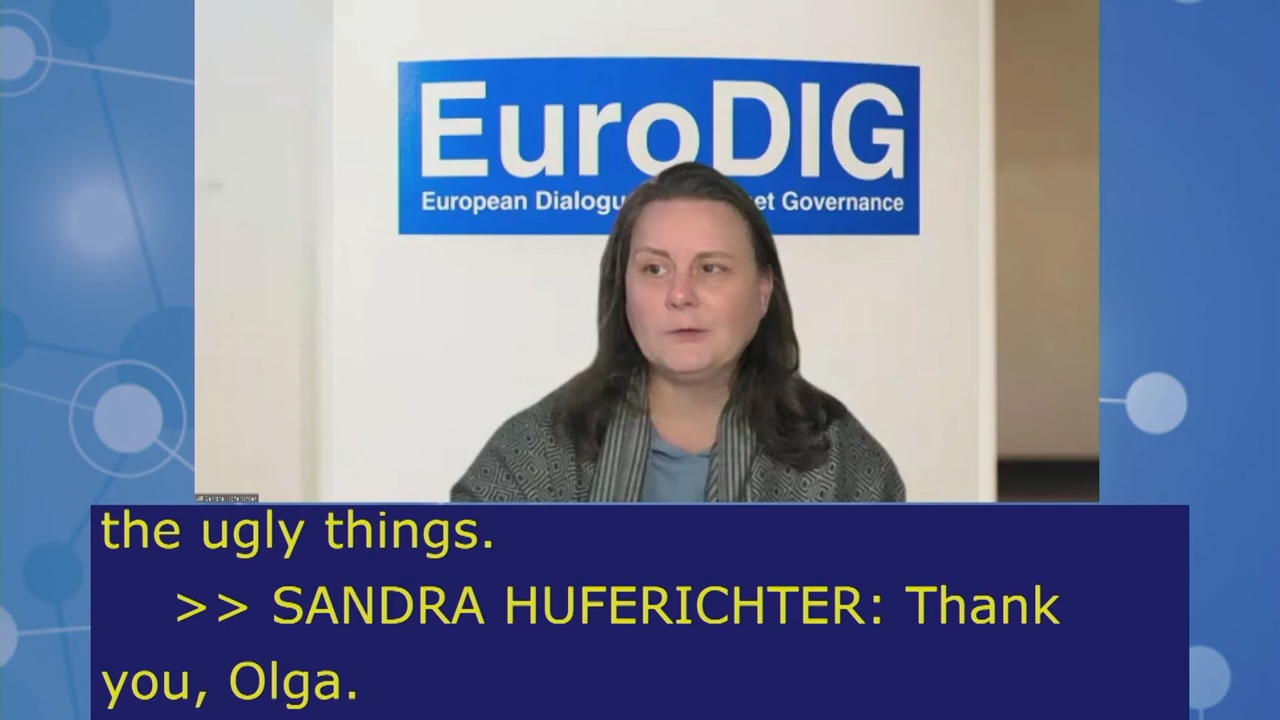 EuroDIG
European Dialogu et Governance
the ugly things.
>> SANDRA HUFERICHTER: Thank
you, Olga.